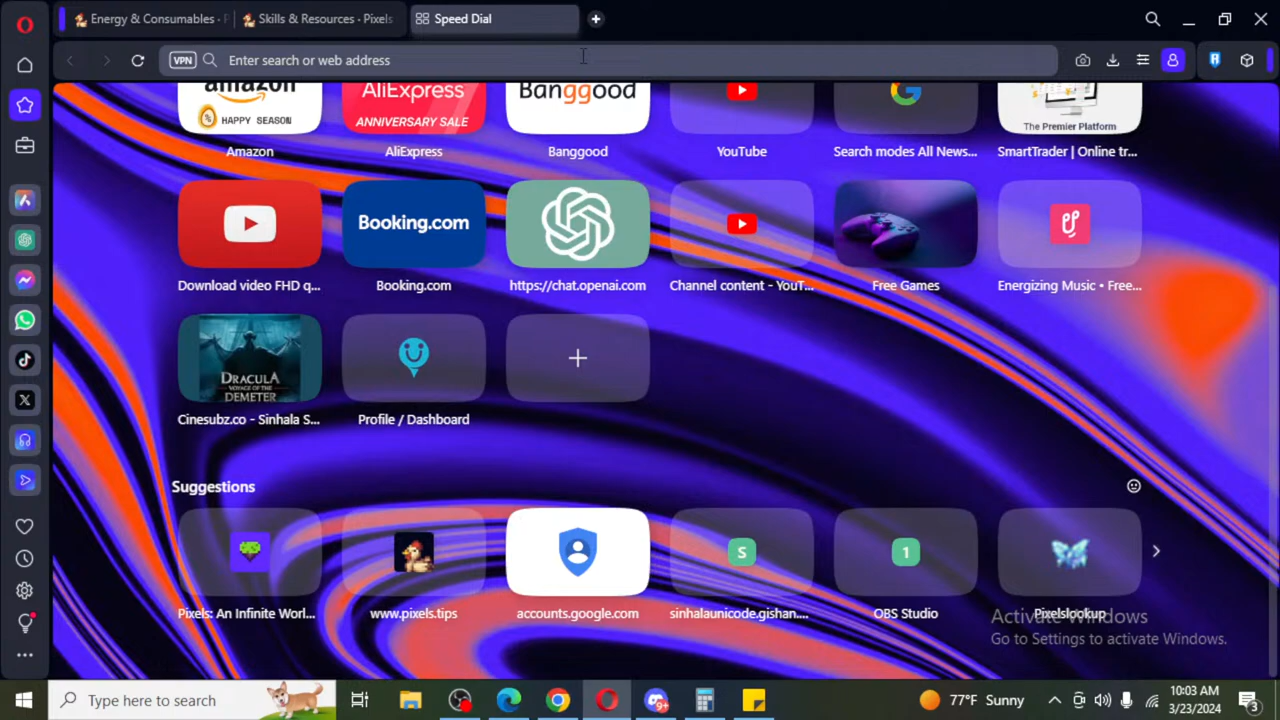 Energy & Consumables · P
Skills & Resources · Pixels
Speed Dial
VPN
Enter search or web address
amazon
HAPPY SEASON
AliExpress
ANNIVERSARY SALE
Banggood
The Premier Platform
Amazon
AliExpress
Banggood
YouTube
Search modes All News...
SmartTrader | Online tr...
Booking.com
Download video FHD q...
Booking.com
https://chat.openai.com
Channel content - YouT...
Free Games
Energizing Music • Free...
DRACULA
VOYAGE OF THE
DEMETER
Cinesubz.co - Sinhala S...
Profile / Dashboard
Suggestions
S
1
Pixels: An Infinite Worl...
www.pixels.tips
accounts.google.com
sinhalaunicode.gishan....
OBS Studio
Pixelslookup
Activate Windows
Go to Settings to activate Windows.
Type here to search
9+
77°F Sunny
10:03 AM
3/23/2024
3